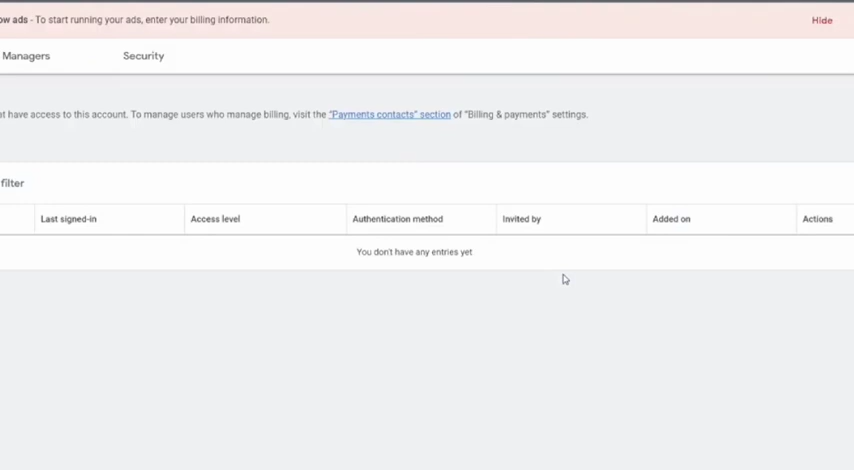 ow ads - To start running your ads, enter your billing information. Hide
Managers Security
at have access to this account. To manage users who manage billing, visit the "Payments contacts" section of "Billing & payments" settings.
filter
Last signed-in Access level Authentication method Invited by Added on Actions
You don't have any entries yet